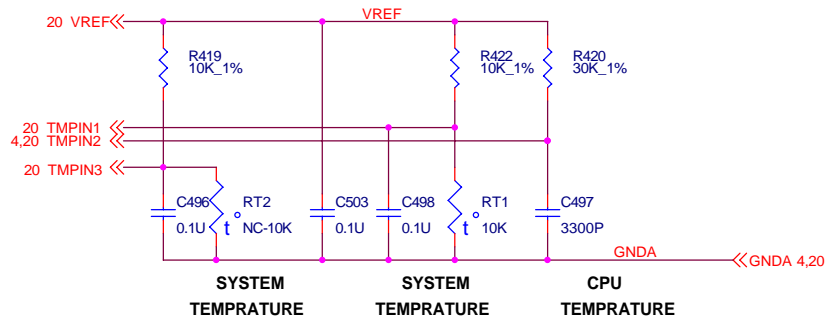 20 VREF
VREF
R419
10K_1%
R422
10K_1%
R420
30K_1%
20 TMPIN1
4,20 TMPIN2
20 TMPIN3
C496
0.1U
t °
RT2
NC-10K
C503
0.1U
C498
0.1U
t °
RT1
10K
C497
3300P
GNDA
GNDA 4,20
SYSTEM
TEMPRATURE
SYSTEM
TEMPRATURE
CPU
TEMPRATURE